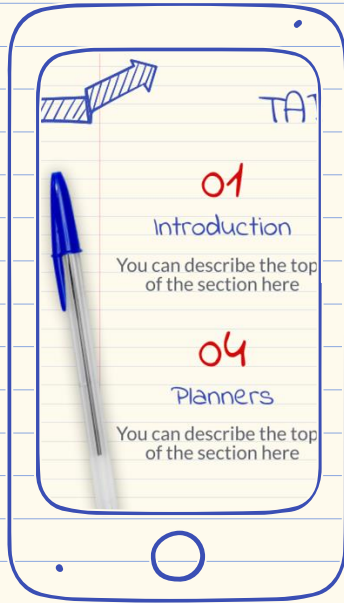 01
Introduction
You can describe the top
of the section here
04
Planners
You can describe the top
of the section here